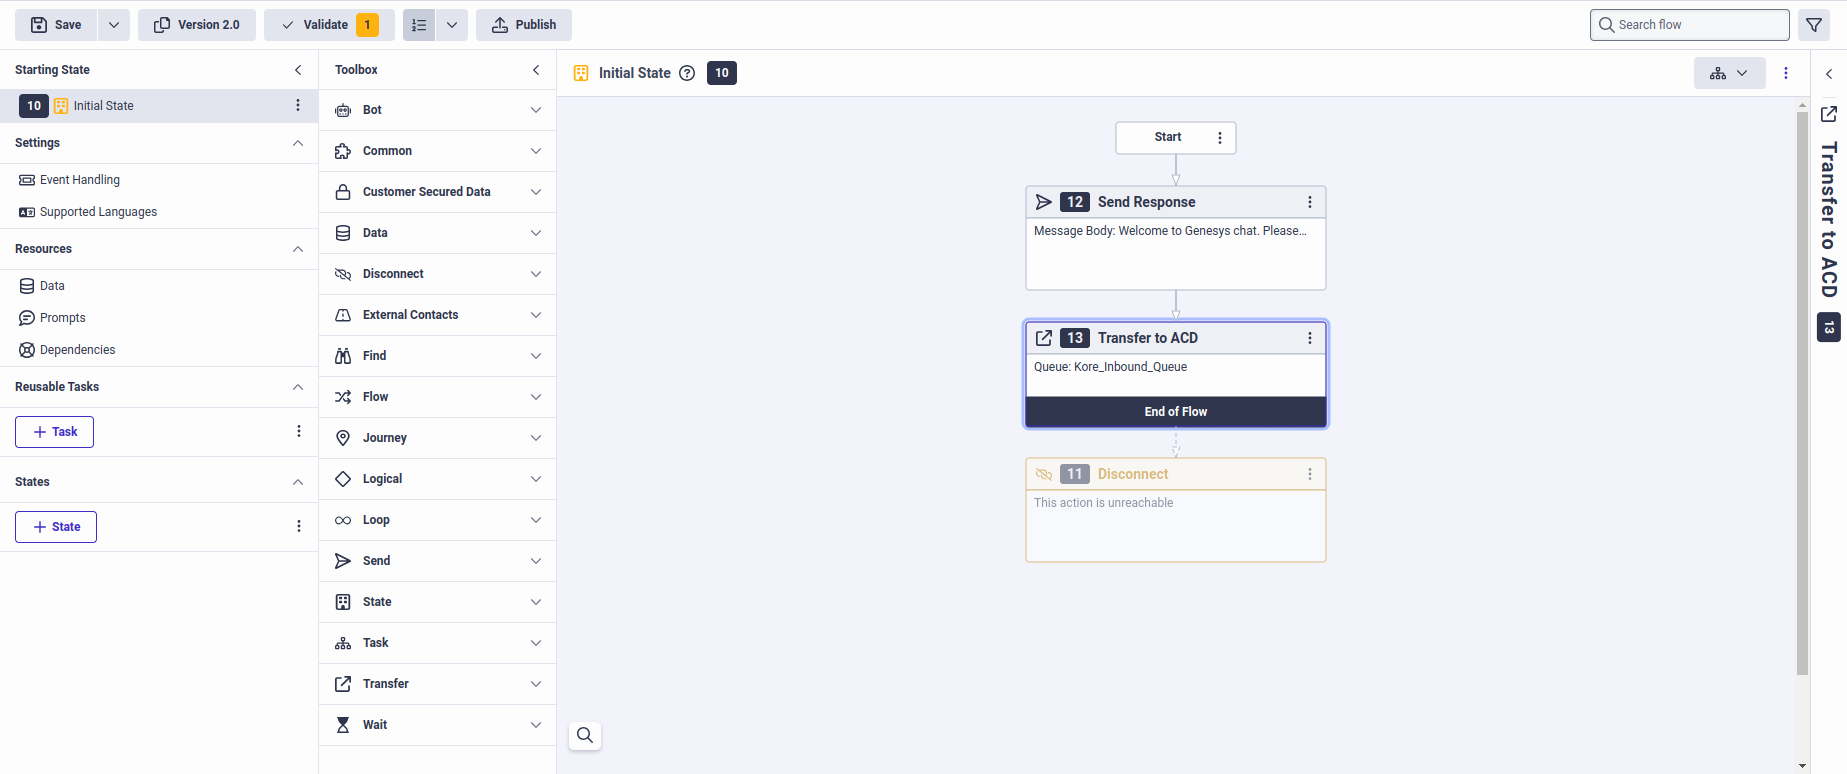 Save
Version 2.0
Validate 1
Publish
Search flow
Starting State
10 Initial State
Settings
Event Handling
Supported Languages
Resources
Data
Prompts
Dependencies
Reusable Tasks
+ Task
States
+ State
Toolbox
Bot
Common
Customer Secured Data
Data
Disconnect
External Contacts
Find
Flow
Journey
Logical
Loop
Send
State
Task
Transfer
Wait
Initial State ? 10
Start
12 Send Response
Message Body: Welcome to Genesys chat. Please...
13 Transfer to ACD
Queue: Kore_Inbound_Queue
End of Flow
11 Disconnect
This action is unreachable
Transfer to ACD 13